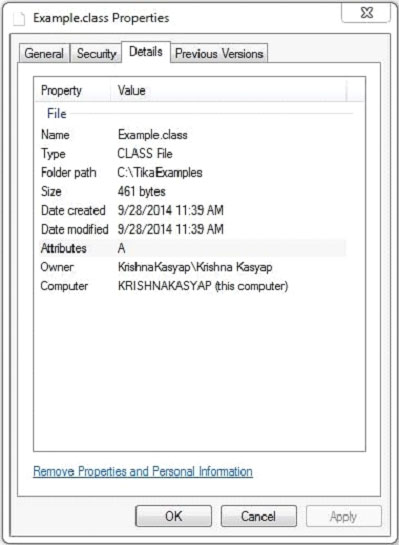 Example.class Properties
General Security Details Previous Versions
Property Value
File
Name Example.class
Type CLASS File
Folder path C:\TikaExamples
Size 461 bytes
Date created 9/28/2014 11:39 AM
Date modified 9/28/2014 11:39 AM
Attributes A
Owner KrishnaKasyap\Krishna Kasyap
Computer KRISHNAKASYAP (this computer)
Remove Properties and Personal Information
OK Cancel Apply